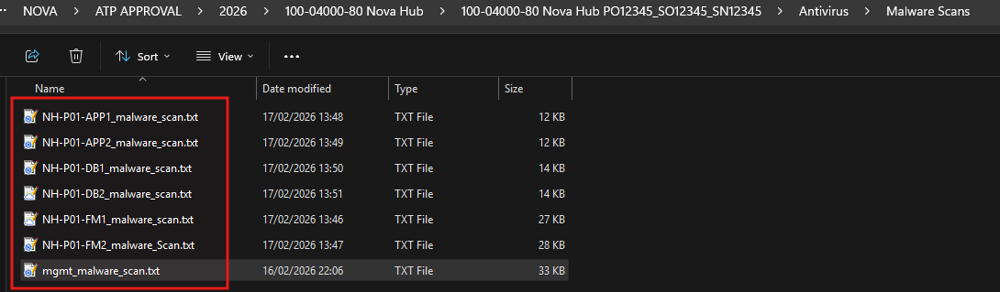 NOVA > ATP APPROVAL > 2026 > 100-04000-80 Nova Hub > 100-04000-80 Nova Hub PO12345_SO12345_SN12345 > Antivirus > Malware Scans
Sort View
Name Date modified Type Size
NH-P01-APP1_malware_scan.txt 17/02/2026 13:48 TXT File 12 KB
NH-P01-APP2_malware_scan.txt 17/02/2026 13:49 TXT File 12 KB
NH-P01-DB1_malware_scan.txt 17/02/2026 13:50 TXT File 14 KB
NH-P01-DB2_malware_scan.txt 17/02/2026 13:51 TXT File 14 KB
NH-P01-FM1_malware_scan.txt 17/02/2026 13:46 TXT File 27 KB
NH-P01-FM2_malware_Scan.txt 17/02/2026 13:47 TXT File 28 KB
mgmt_malware_scan.txt 16/02/2026 22:06 TXT File 33 KB